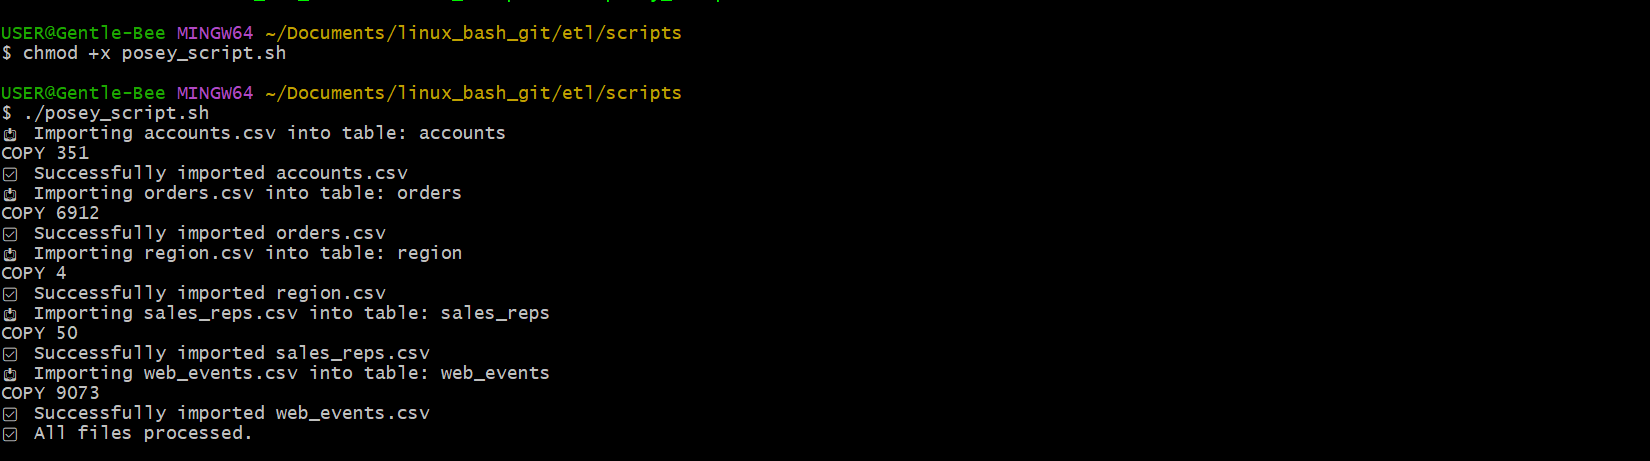 USER@Gentle-Bee MINGW64 ~/Documents/linux_bash_git/etl/scripts
$ chmod +x posey_script.sh
USER@Gentle-Bee MINGW64 ~/Documents/linux_bash_git/etl/scripts
$ ./posey_script.sh
📥 Importing accounts.csv into table: accounts
COPY 351
☑ Successfully imported accounts.csv
📥 Importing orders.csv into table: orders
COPY 6912
☑ Successfully imported orders.csv
📥 Importing region.csv into table: region
COPY 4
☑ Successfully imported region.csv
📥 Importing sales_reps.csv into table: sales_reps
COPY 50
☑ Successfully imported sales_reps.csv
📥 Importing web_events.csv into table: web_events
COPY 9073
☑ Successfully imported web_events.csv
☑ All files processed.